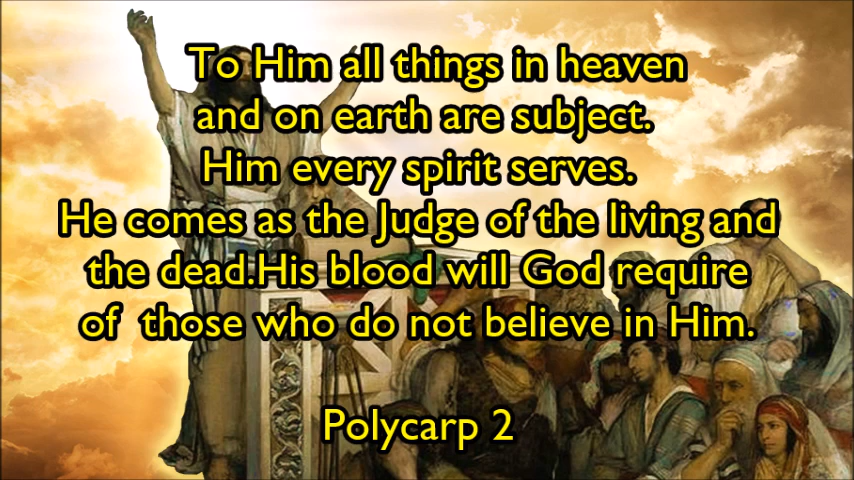 To Him all things in heaven
and on earth are subject.
Him every spirit serves.
He comes as the Judge of the living and
the dead.His blood will God require
of  those who do not believe in Him.
Polycarp 2